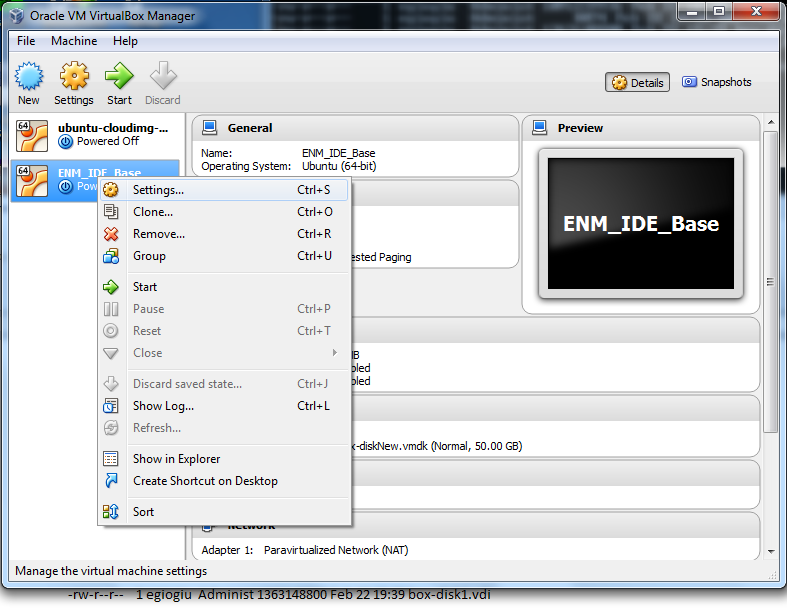 Oracle VM VirtualBox Manager
File Machine Help
New Settings Start Discard
Details Snapshots
64 ubuntu-cloudimg-...
Powered Off
64 ENM_IDE_Base
General
Name: ENM_IDE_Base
Operating System: Ubuntu (64-bit)
Preview
ENM_IDE_Base
Settings... Ctrl+S
Clone... Ctrl+O
Remove... Ctrl+R
Group Ctrl+U
Start
Pause Ctrl+P
Reset Ctrl+T
Close
Discard saved state... Ctrl+J
Show Log... Ctrl+L
Refresh...
Show in Explorer
Create Shortcut on Desktop
Sort
ested Paging
MB
bled
bled
x-diskNew.vmdk (Normal, 50.00 GB)
Network
Adapter 1: Paravirtualized Network (NAT)
Manage the virtual machine settings
-rw-r--r-- 1 egiogiu Administ 1363148800 Feb 22 19:39 box-disk1.vdi